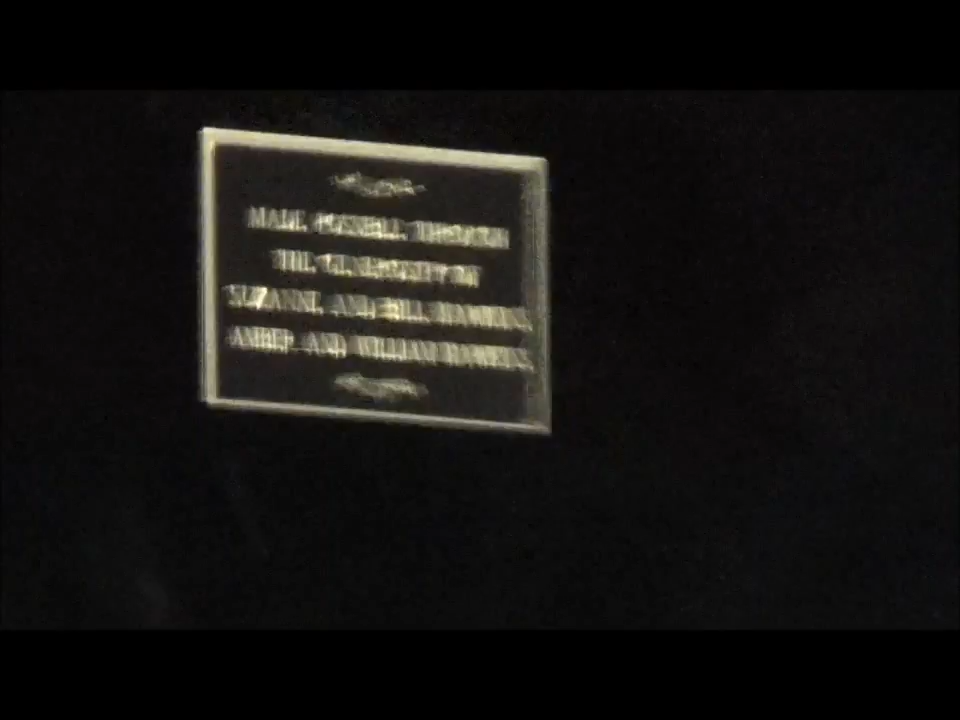 MADE POSSIBLE THROUGH
THE GENEROSITY OF
SUZANNE AND BILL
AMBER AND WILLIAM